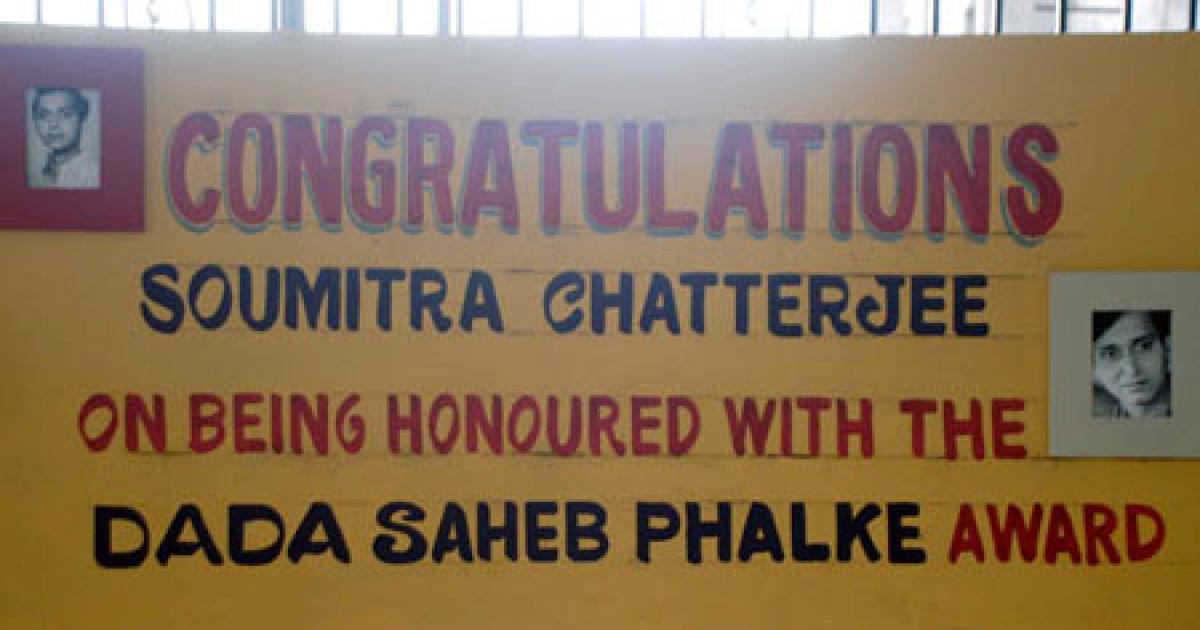 CONGRATULATIONS
SOUMITRA CHATTERJEE
ON BEING HONOURED WITH THE
DADA SAHEB PHALKE AWARD